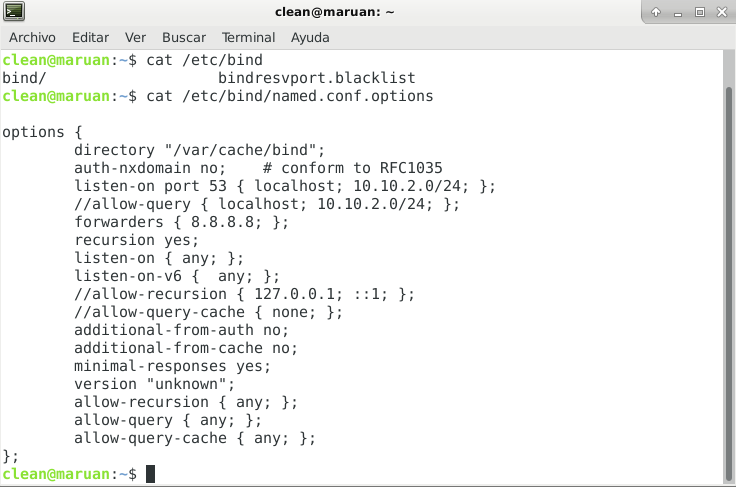 clean@maruan: ~
Archivo Editar Ver Buscar Terminal Ayuda
clean@maruan:~$ cat /etc/bind
bind/                   bindresvport.blacklist
clean@maruan:~$ cat /etc/bind/named.conf.options

options {
        directory "/var/cache/bind";
        auth-nxdomain no;    # conform to RFC1035
        listen-on port 53 { localhost; 10.10.2.0/24; };
        //allow-query { localhost; 10.10.2.0/24; };
        forwarders { 8.8.8.8; };
        recursion yes;
        listen-on { any; };
        listen-on-v6 {  any; };
        //allow-recursion { 127.0.0.1; ::1; };
        //allow-query-cache { none; };
        additional-from-auth no;
        additional-from-cache no;
        minimal-responses yes;
        version "unknown";
        allow-recursion { any; };
        allow-query { any; };
        allow-query-cache { any; };
};
clean@maruan:~$